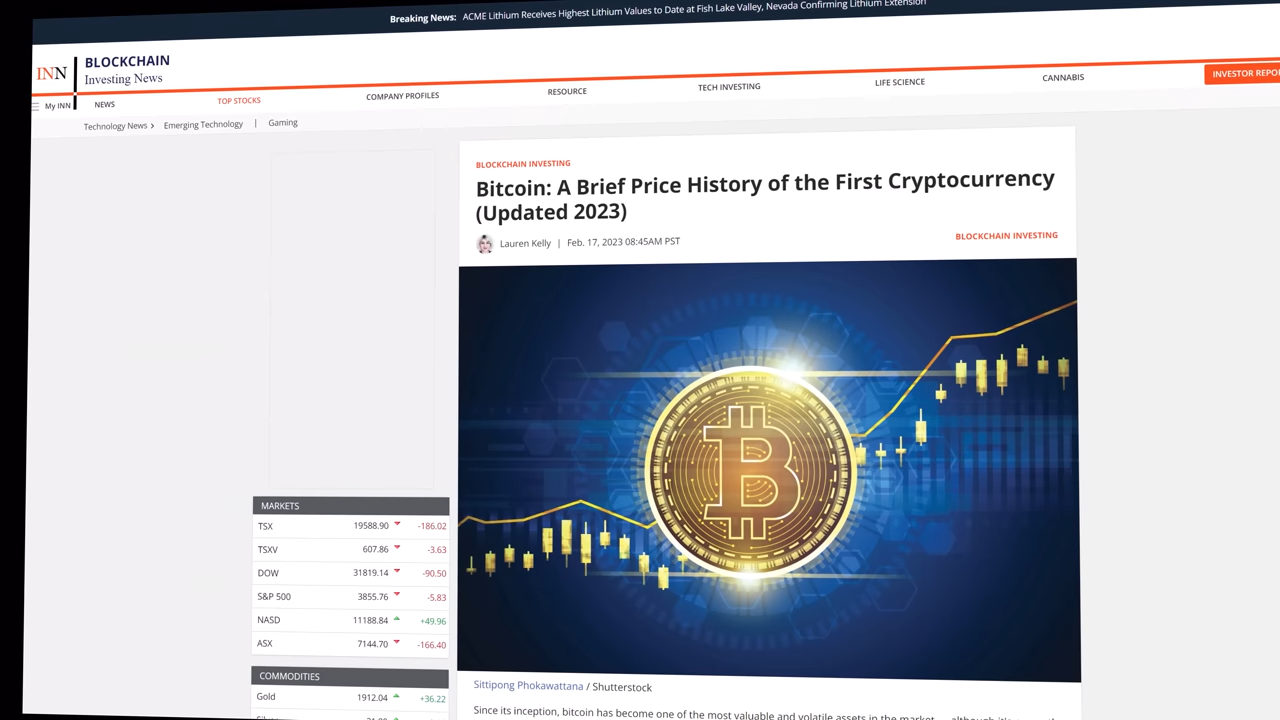 Breaking News: ACME Lithium Receives Highest Lithium Values to Date at Fish Lake Valley, Nevada Confirming Lithium Extension
INN
BLOCKCHAIN
Investing News
My INN
NEWS
TOP STOCKS
COMPANY PROFILES
RESOURCE
TECH INVESTING
LIFE SCIENCE
CANNABIS
INVESTOR
Technology News > Emerging Technology | Gaming
BLOCKCHAIN INVESTING
Bitcoin: A Brief Price History of the First Cryptocurrency
(Updated 2023)
Lauren Kelly | Feb. 17, 2023 08:45AM PST
BLOCKCHAIN INVESTING
MARKETS
TSX 19588.90 -186.02
TSXV 607.86 -3.63
DOW 31819.14 -90.50
S&P 500 3855.76 -5.83
NASD 11188.84 +49.96
ASX 7144.70 -166.40
COMMODITIES
Gold 1912.04 +36.22
Sittipong Phokawattana / Shutterstock
Since its inception, bitcoin has become one of the most valuable and volatile assets in the market